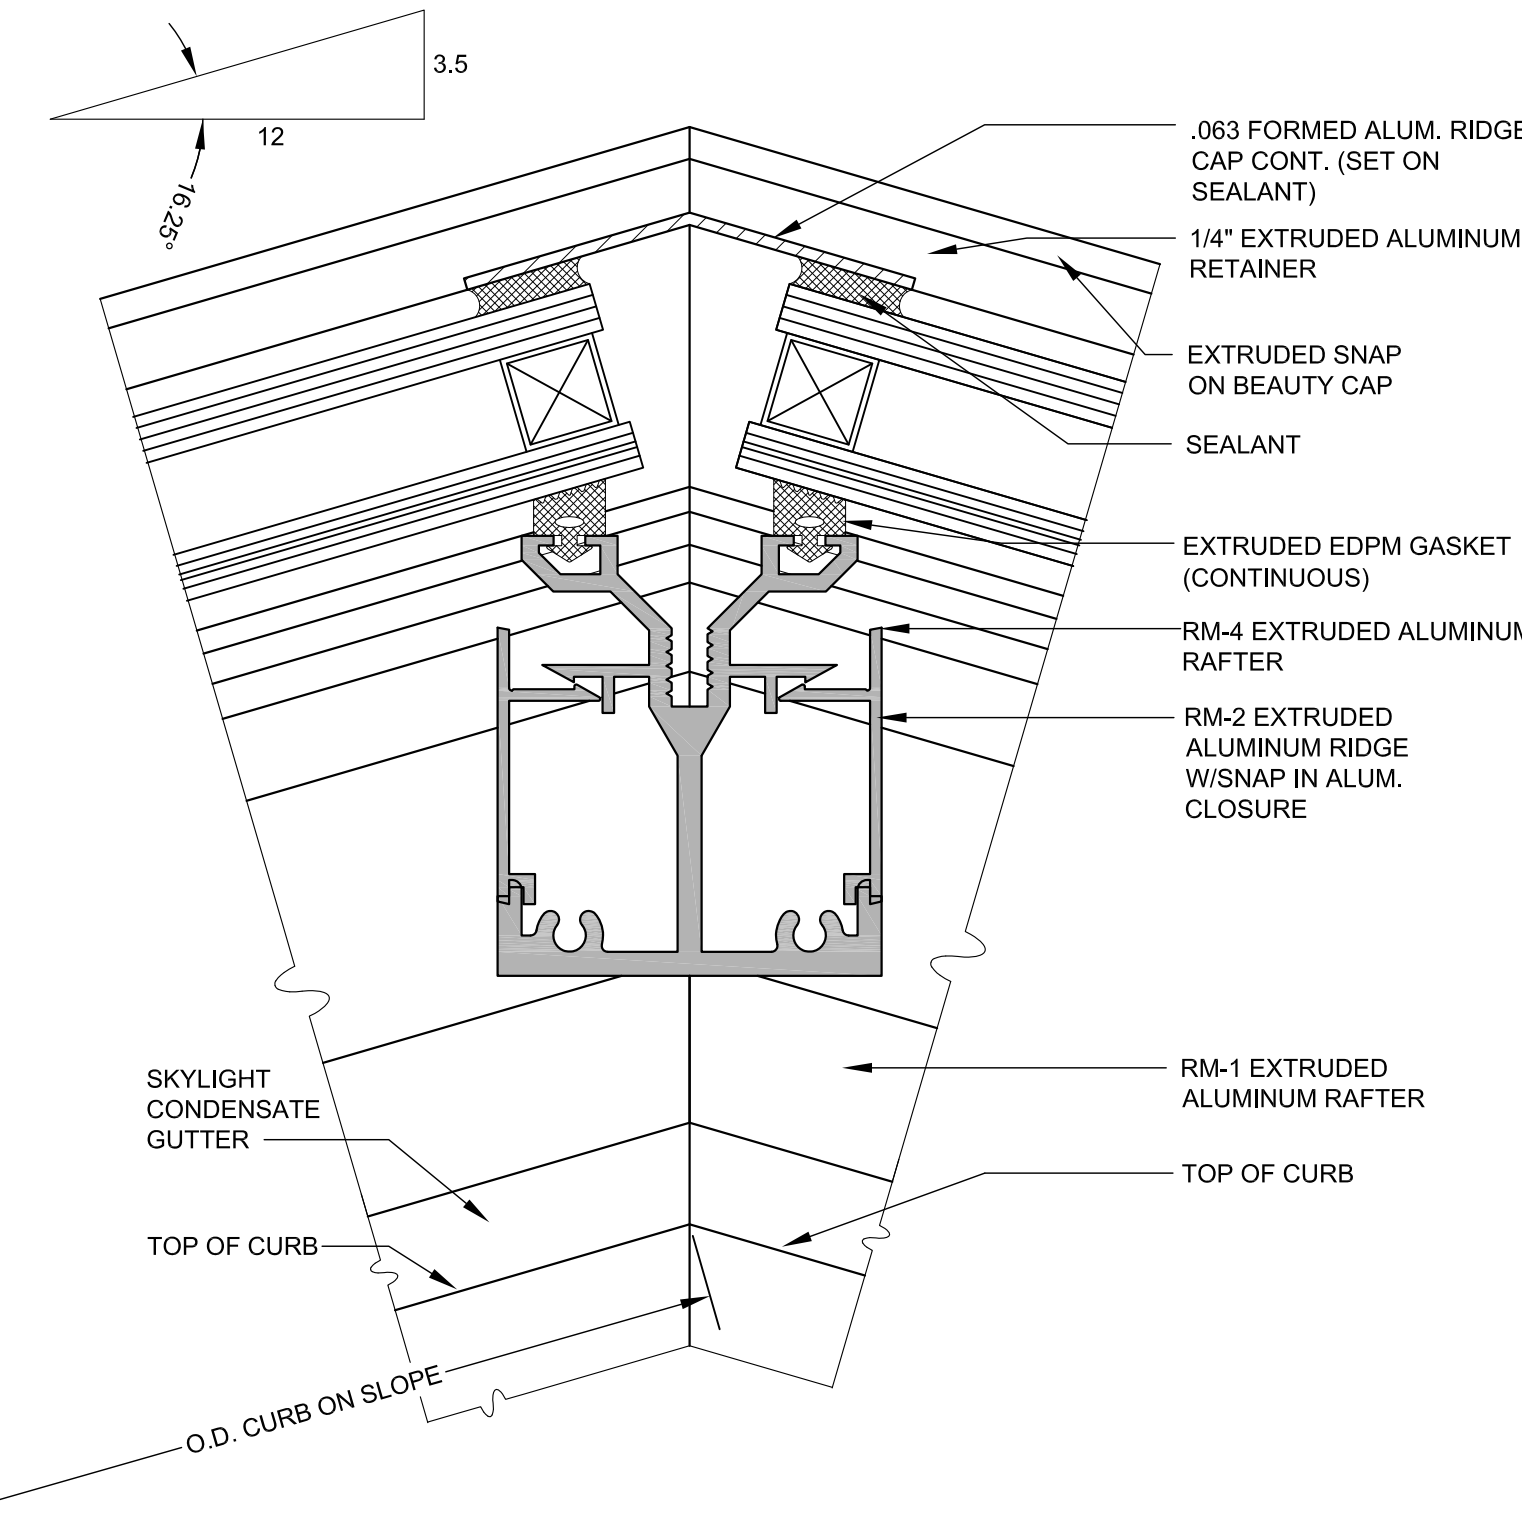 3.5
12
16.25°
.063 FORMED ALUM. RIDGE
CAP CONT. (SET ON
SEALANT)
1/4" EXTRUDED ALUMINUM
RETAINER
EXTRUDED SNAP
ON BEAUTY CAP
SEALANT
EXTRUDED EDPM GASKET
(CONTINUOUS)
RM-4 EXTRUDED ALUMINUM
RAFTER
RM-2 EXTRUDED
ALUMINUM RIDGE
W/SNAP IN ALUM.
CLOSURE
RM-1 EXTRUDED
ALUMINUM RAFTER
TOP OF CURB
SKYLIGHT
CONDENSATE
GUTTER
TOP OF CURB
O.D. CURB ON SLOPE